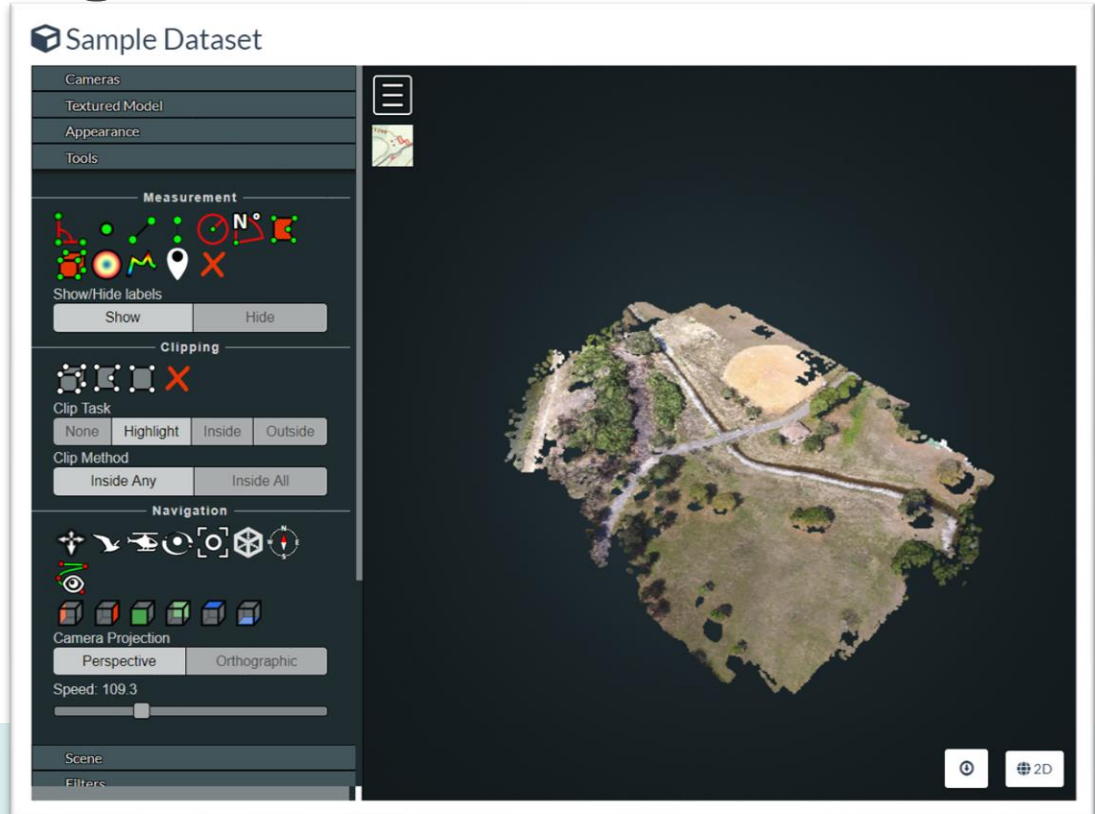 Sample Dataset
Cameras
Textured Model
Appearance
Tools
Measurement
N°
Show/Hide labels
Show Hide
Clipping
Clip Task
None Highlight Inside Outside
Clip Method
Inside Any Inside All
Navigation
N
E
S
Camera Projection
Perspective Orthographic
Speed: 109.3
Scene
Filters
2D